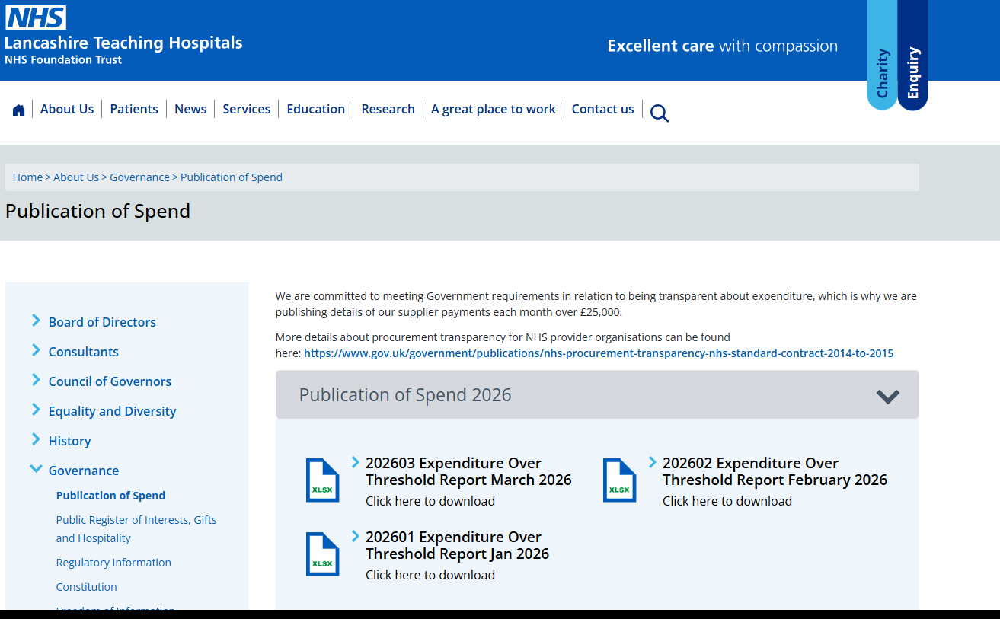 NHS
Lancashire Teaching Hospitals
NHS Foundation Trust
Excellent care with compassion
Charity
Enquiry
About Us
Patients
News
Services
Education
Research
A great place to work
Contact us
Home > About Us > Governance > Publication of Spend
Publication of Spend
Board of Directors
Consultants
Council of Governors
Equality and Diversity
History
Governance
Publication of Spend
Public Register of Interests, Gifts
and Hospitality
Regulatory Information
Constitution
Freedom of Information
We are committed to meeting Government requirements in relation to being transparent about expenditure, which is why we are
publishing details of our supplier payments each month over £25,000.
More details about procurement transparency for NHS provider organisations can be found
here: https://www.gov.uk/government/publications/nhs-procurement-transparency-nhs-standard-contract-2014-to-2015
Publication of Spend 2026
XLSX
202603 Expenditure Over
Threshold Report March 2026
Click here to download
XLSX
202602 Expenditure Over
Threshold Report February 2026
Click here to download
XLSX
202601 Expenditure Over
Threshold Report Jan 2026
Click here to download